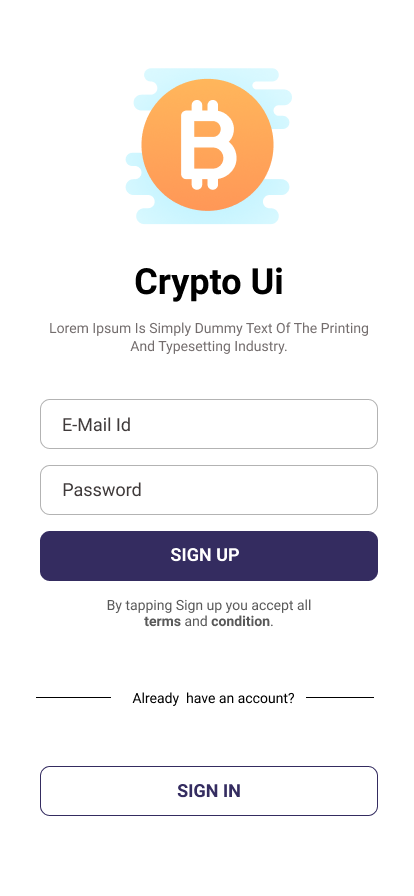 Crypto Ui
Lorem Ipsum Is Simply Dummy Text Of The Printing
And Typesetting Industry.
E-Mail Id
Password
SIGN UP
By tapping Sign up you accept all
terms and condition.
Already  have an account?
SIGN IN